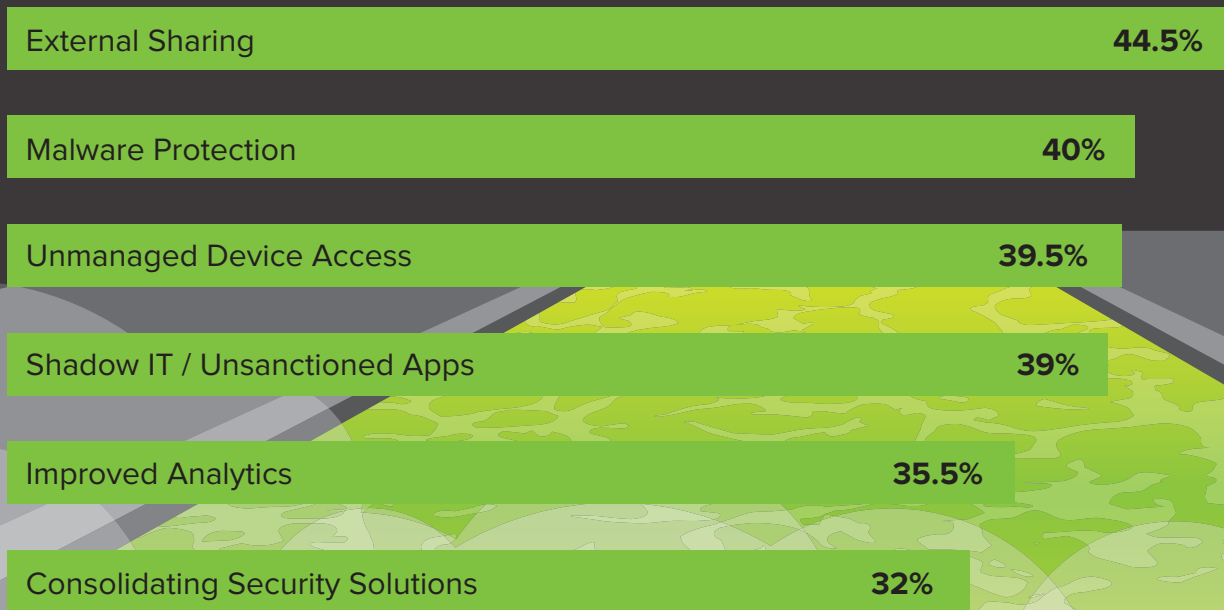 External Sharing 44.5%
Malware Protection 40%
Unmanaged Device Access 39.5%
Shadow IT / Unsanctioned Apps 39%
Improved Analytics 35.5%
Consolidating Security Solutions 32%